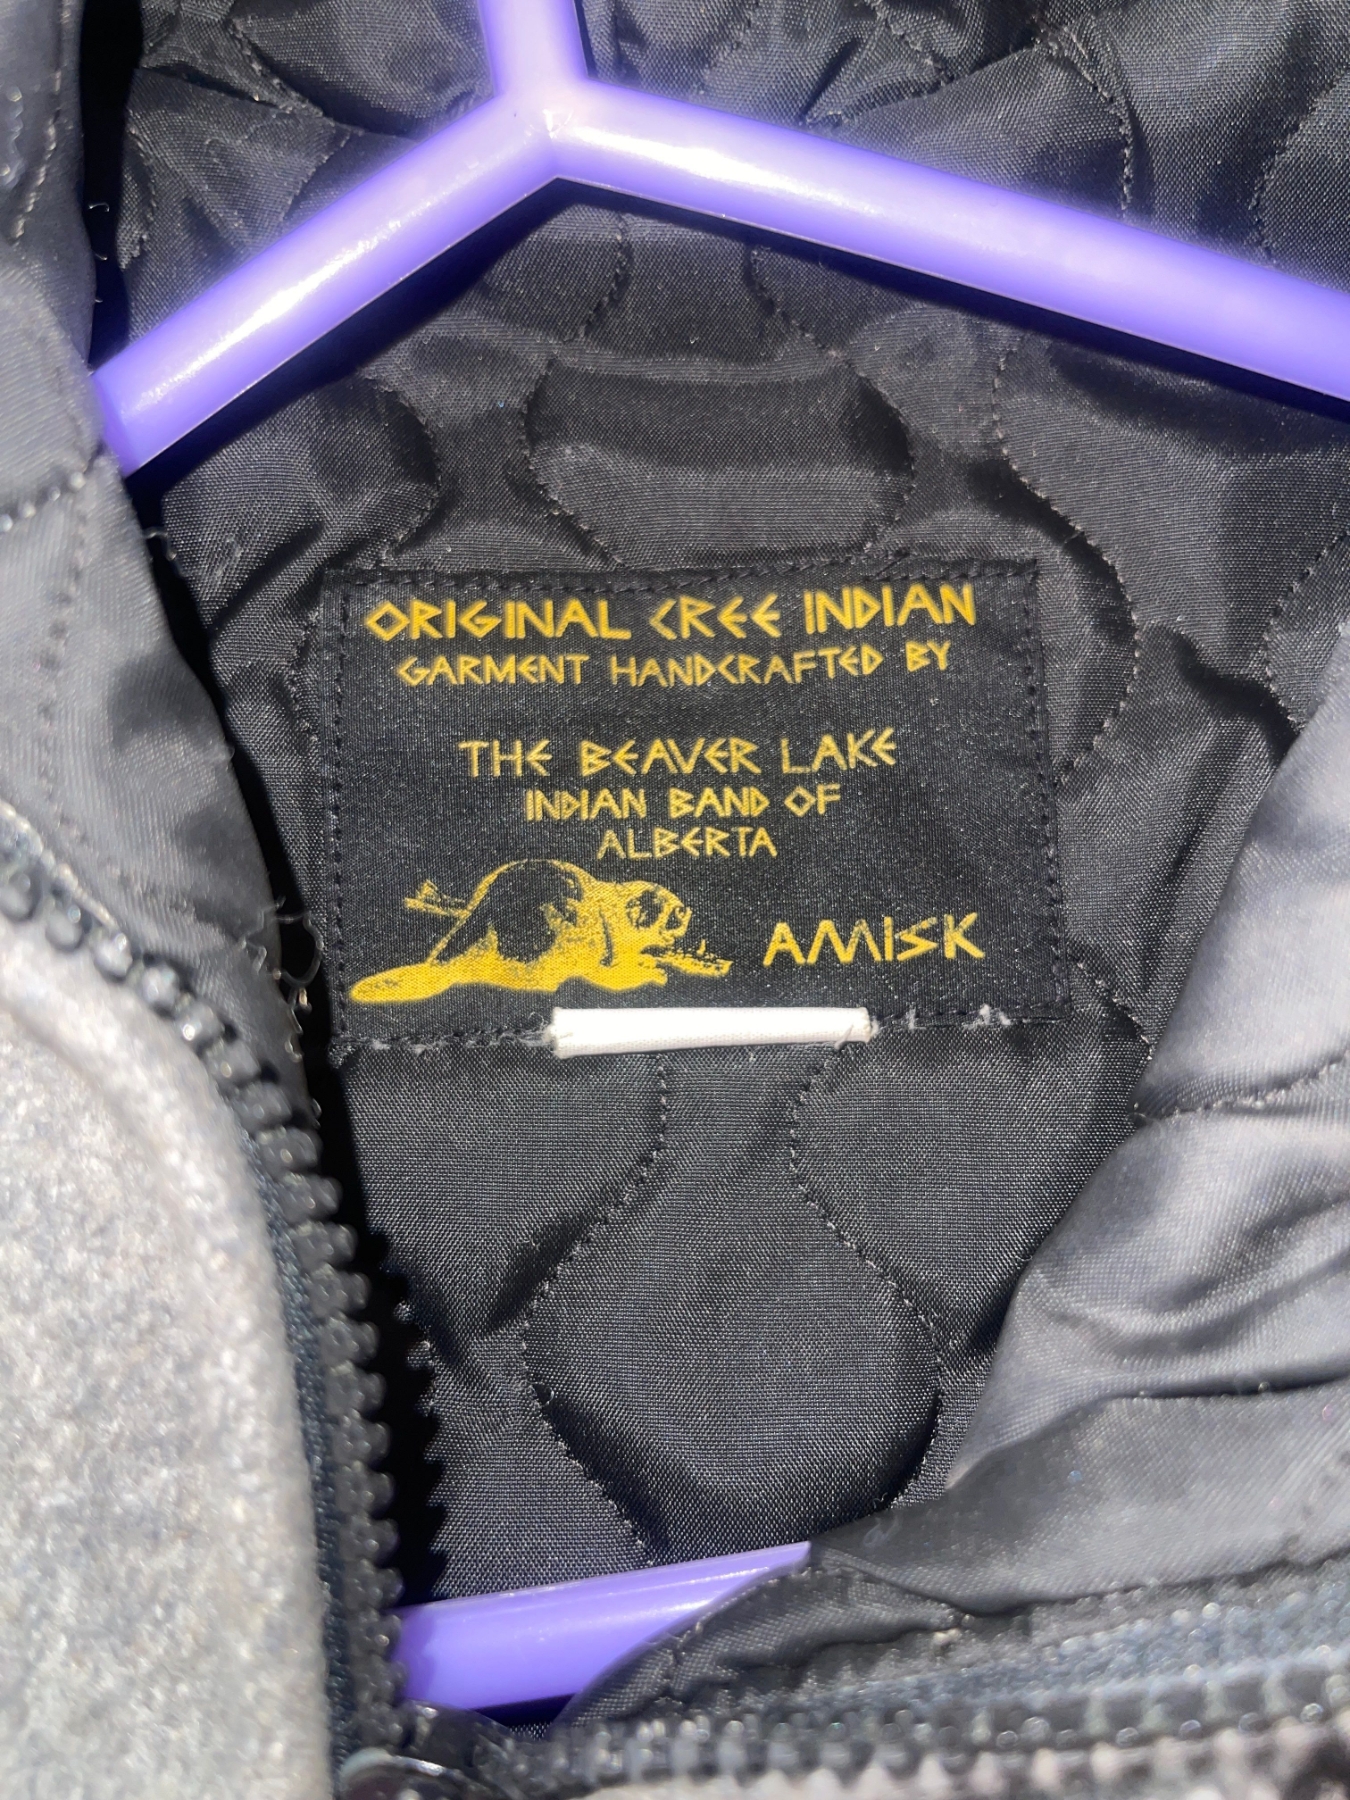 ORIGINAL CREE INDIAN
GARMENT HANDCRAFTED BY
THE BEAVER LAKE
INDIAN BAND OF
ALBERTA
AMISK